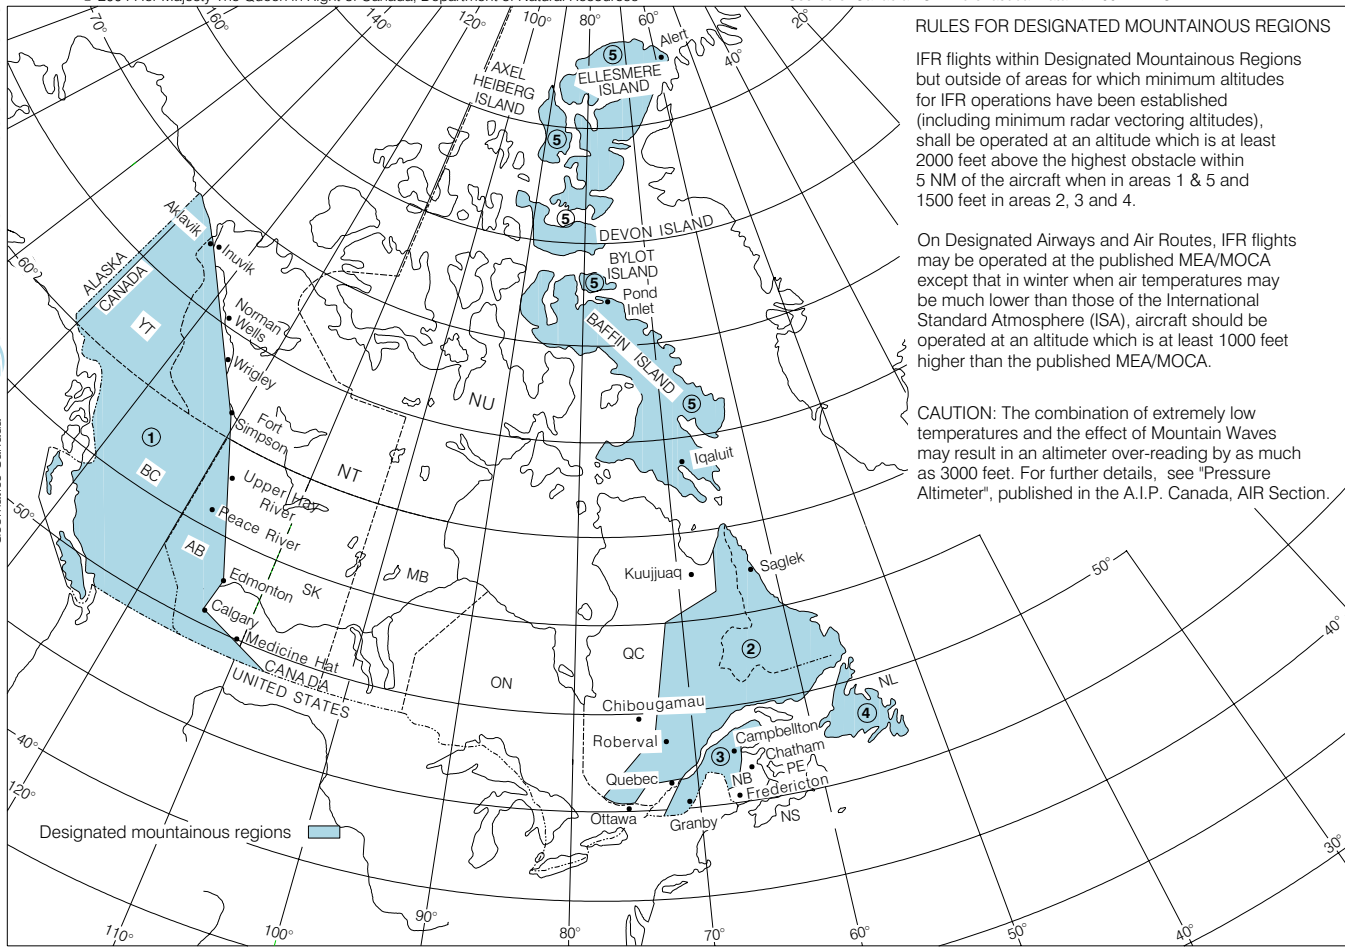 RULES FOR DESIGNATED MOUNTAINOUS REGIONS
IFR flights within Designated Mountainous Regions
but outside of areas for which minimum altitudes
for IFR operations have been established
(including minimum radar vectoring altitudes),
shall be operated at an altitude which is at least
2000 feet above the highest obstacle within
5 NM of the aircraft when in areas 1 & 5 and
1500 feet in areas 2, 3 and 4.
On Designated Airways and Air Routes, IFR flights
may be operated at the published MEA/MOCA
except that in winter when air temperatures may
be much lower than those of the International
Standard Atmosphere (ISA), aircraft should be
operated at an altitude which is at least 1000 feet
higher than the published MEA/MOCA.
CAUTION: The combination of extremely low
temperatures and the effect of Mountain Waves
may result in an altimeter over-reading by as much
as 3000 feet. For further details, see "Pressure
Altimeter", published in the A.I.P. Canada, AIR Section.
70°
160°
140°
120°
100°
80°
60°
40°
20°
Alert
5
ELLESMERE
ISLAND
AXEL
HEIBERG
ISLAND
5
5
DEVON ISLAND
BYLOT
ISLAND
5
Pond
Inlet
BAFFIN ISLAND
5
Iqaluit
60°
ALASKA
CANADA
Aklavik
Inuvik
YT
Norman
Wells
Wrigley
Fort
Simpson
NU
NT
1
BC
Upper Hay
River
Peace River
AB
Edmonton
SK
MB
Calgary
Medicine Hat
CANADA
UNITED STATES
50°
ON
QC
Kuujjuaq
Saglek
2
NL
4
Chibougamau
Roberval
Quebec
3
Campbellton
Chatham
PE
NB
Fredericton
NS
Granby
Ottawa
50°
40°
30°
40°
120°
Designated mountainous regions
110°
100°
90°
80°
70°
60°
50°
40°